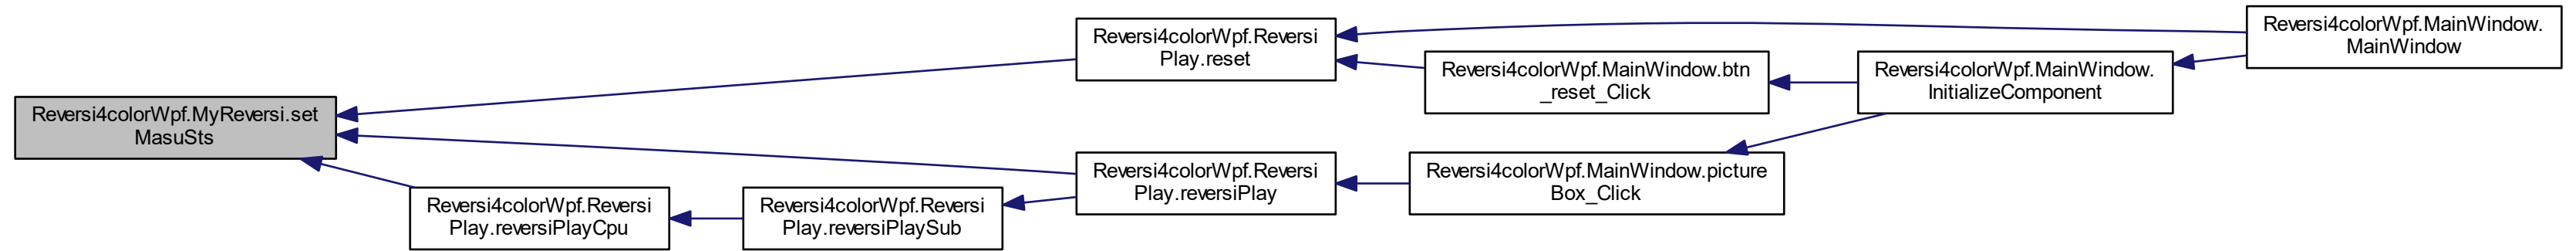 Reversi4colorWpf.MyReversi.set
MasuSts
Reversi4colorWpf.Reversi
Play.reset
Reversi4colorWpf.MainWindow.
MainWindow
Reversi4colorWpf.MainWindow.btn
_reset_Click
Reversi4colorWpf.MainWindow.
InitializeComponent
Reversi4colorWpf.Reversi
Play.reversiPlay
Reversi4colorWpf.MainWindow.picture
Box_Click
Reversi4colorWpf.Reversi
Play.reversiPlayCpu
Reversi4colorWpf.Reversi
Play.reversiPlaySub